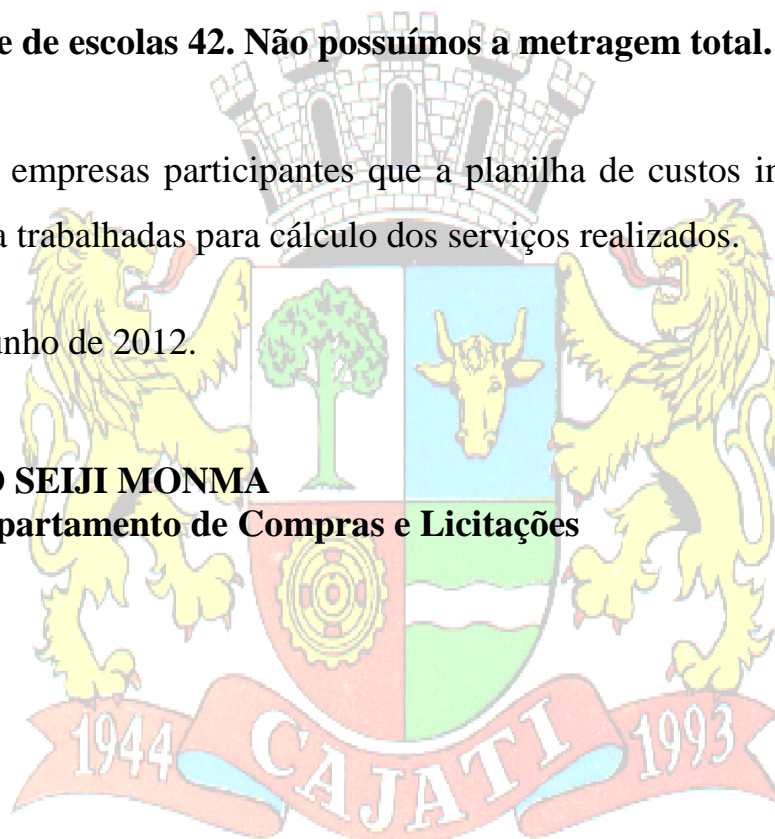 e de escolas 42. Não possuímos a metragem total.
empresas participantes que a planilha de custos in
a trabalhadas para cálculo dos serviços realizados.
unho de 2012.
O SEIJI MONMA
partamento de Compras e Licitações
1944 CAJATI 1993